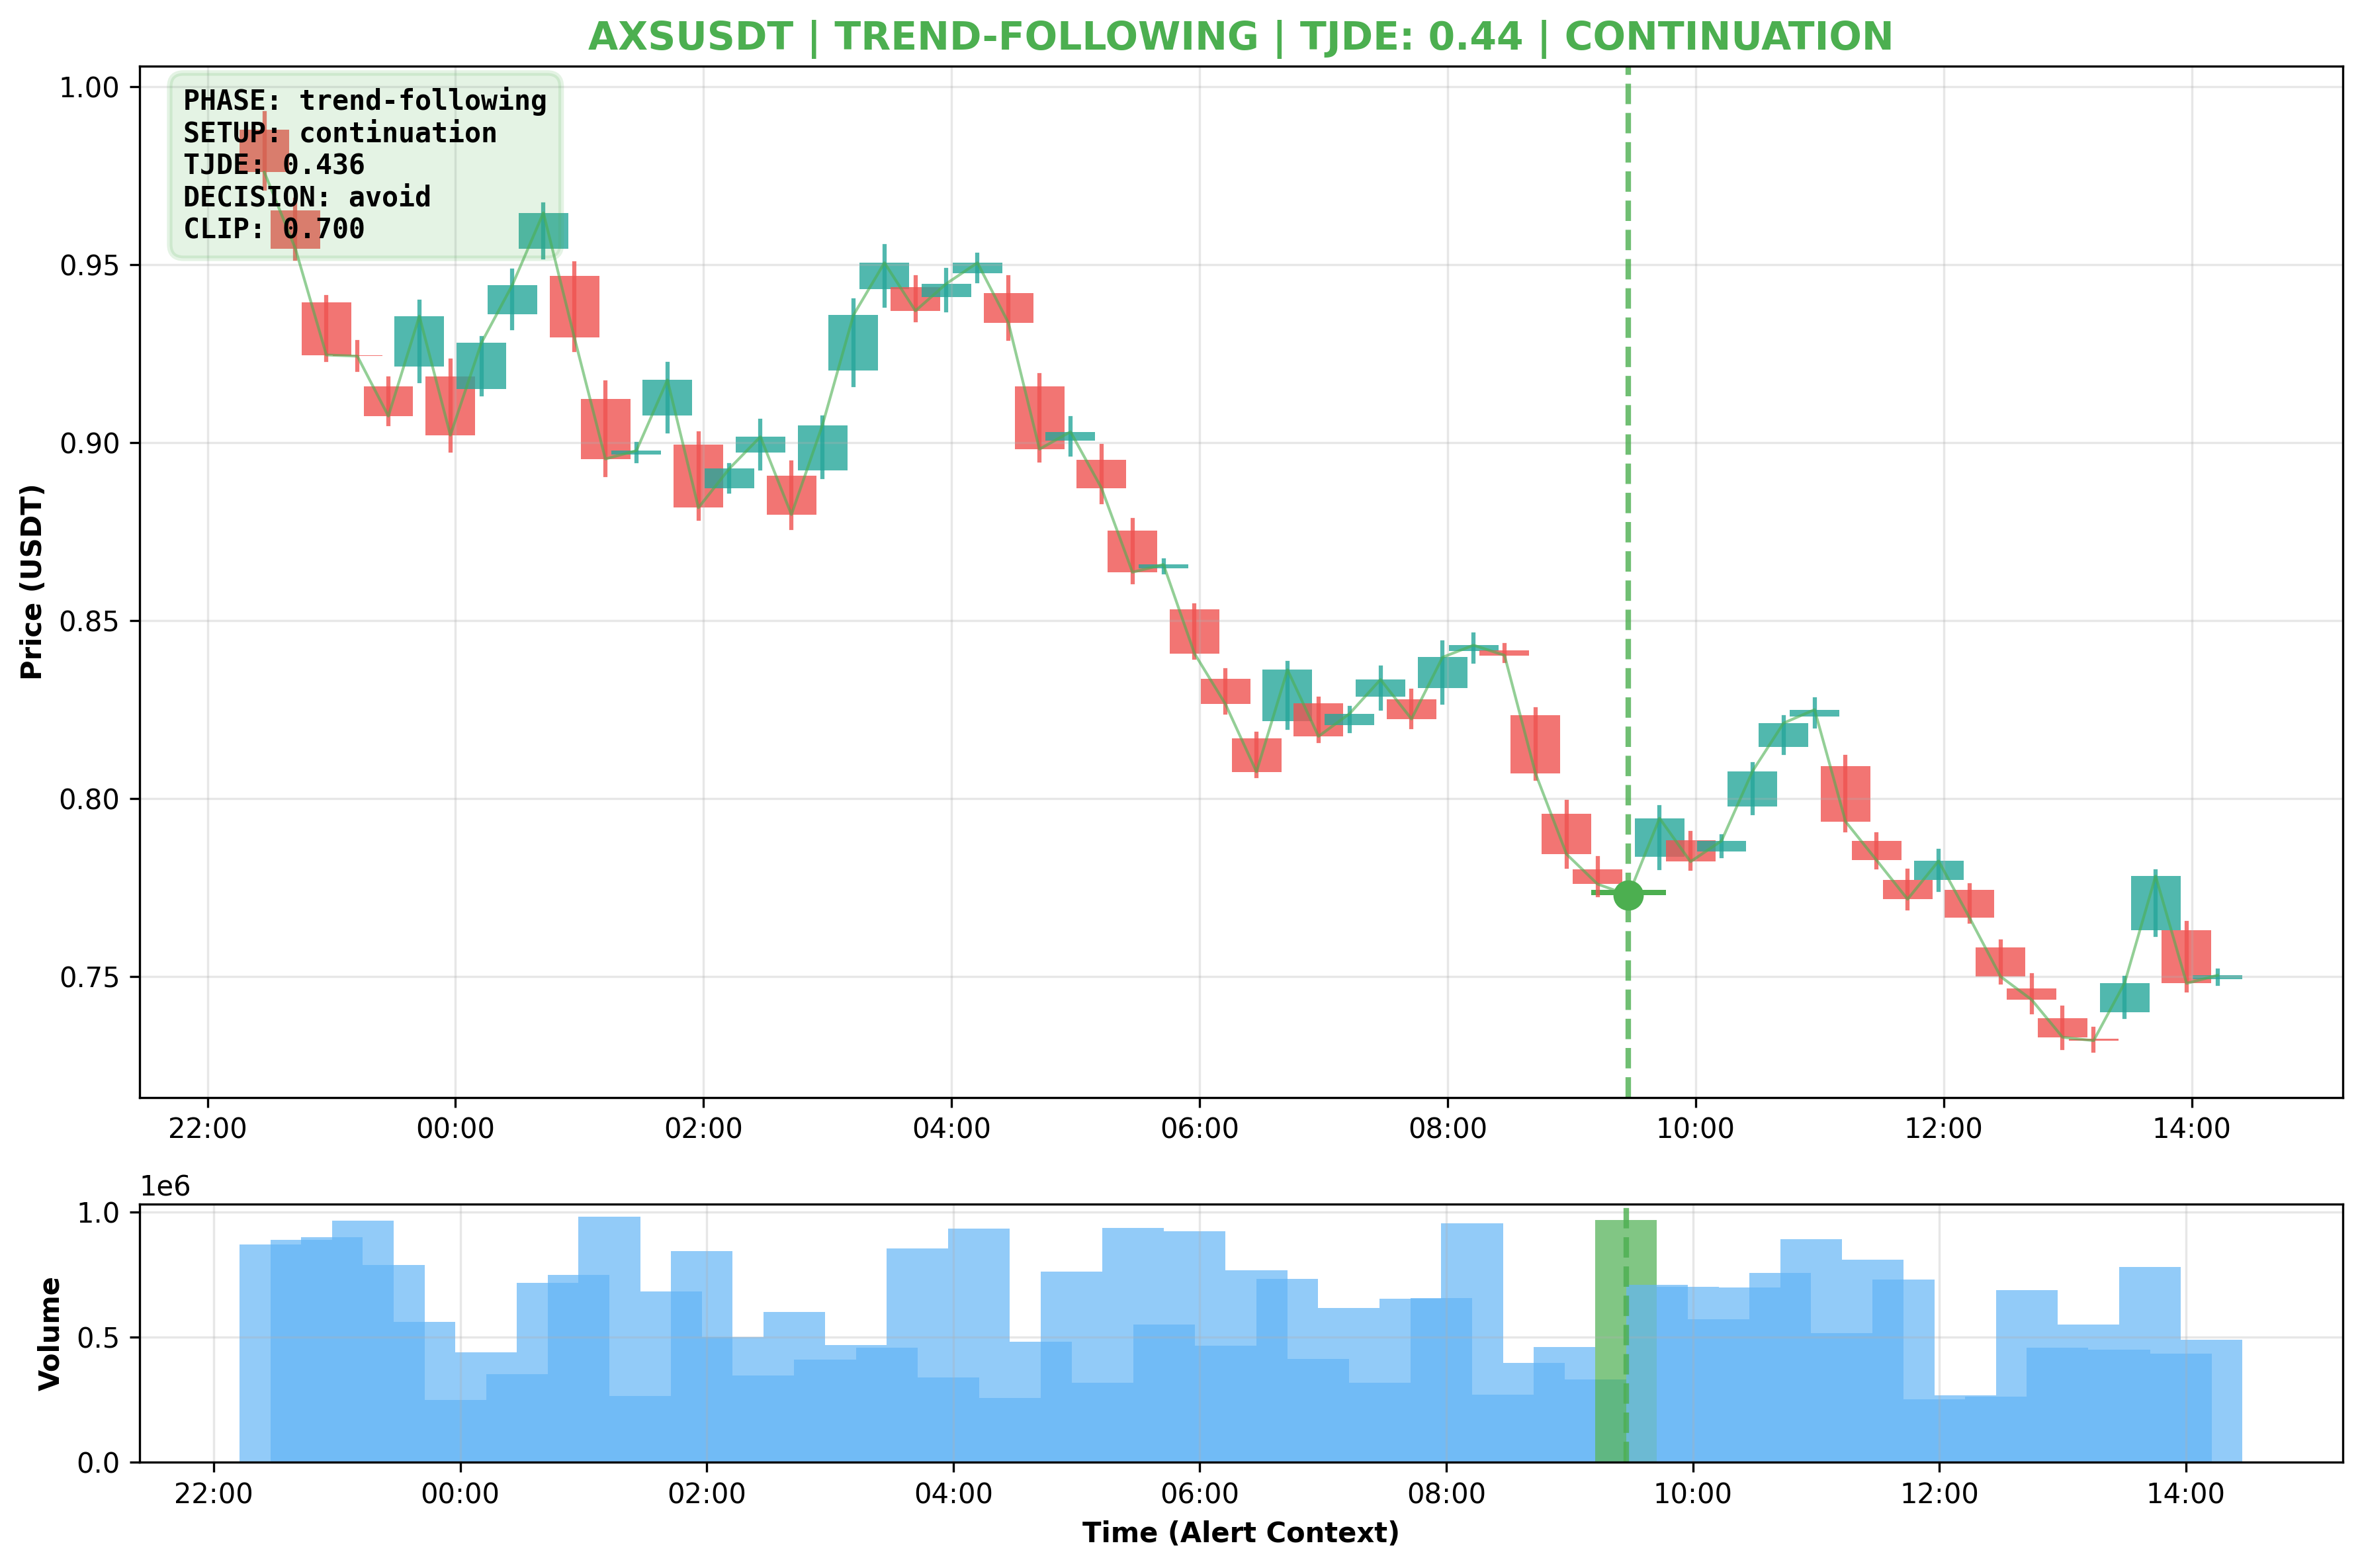 AXSUSDT | TREND-FOLLOWING | TJDE: 0.44 | CONTINUATION
PHASE: trend-following
SETUP: continuation
TJDE: 0.436
DECISION: avoid
CLIP: 0.700
Price (USDT)
1.00
0.95
0.90
0.85
0.80
0.75
22:00 00:00 02:00 04:00 06:00 08:00 10:00 12:00 14:00
1e6
Volume
1.0
0.5
0.0
22:00 00:00 02:00 04:00 06:00 08:00 10:00 12:00 14:00
Time (Alert Context)